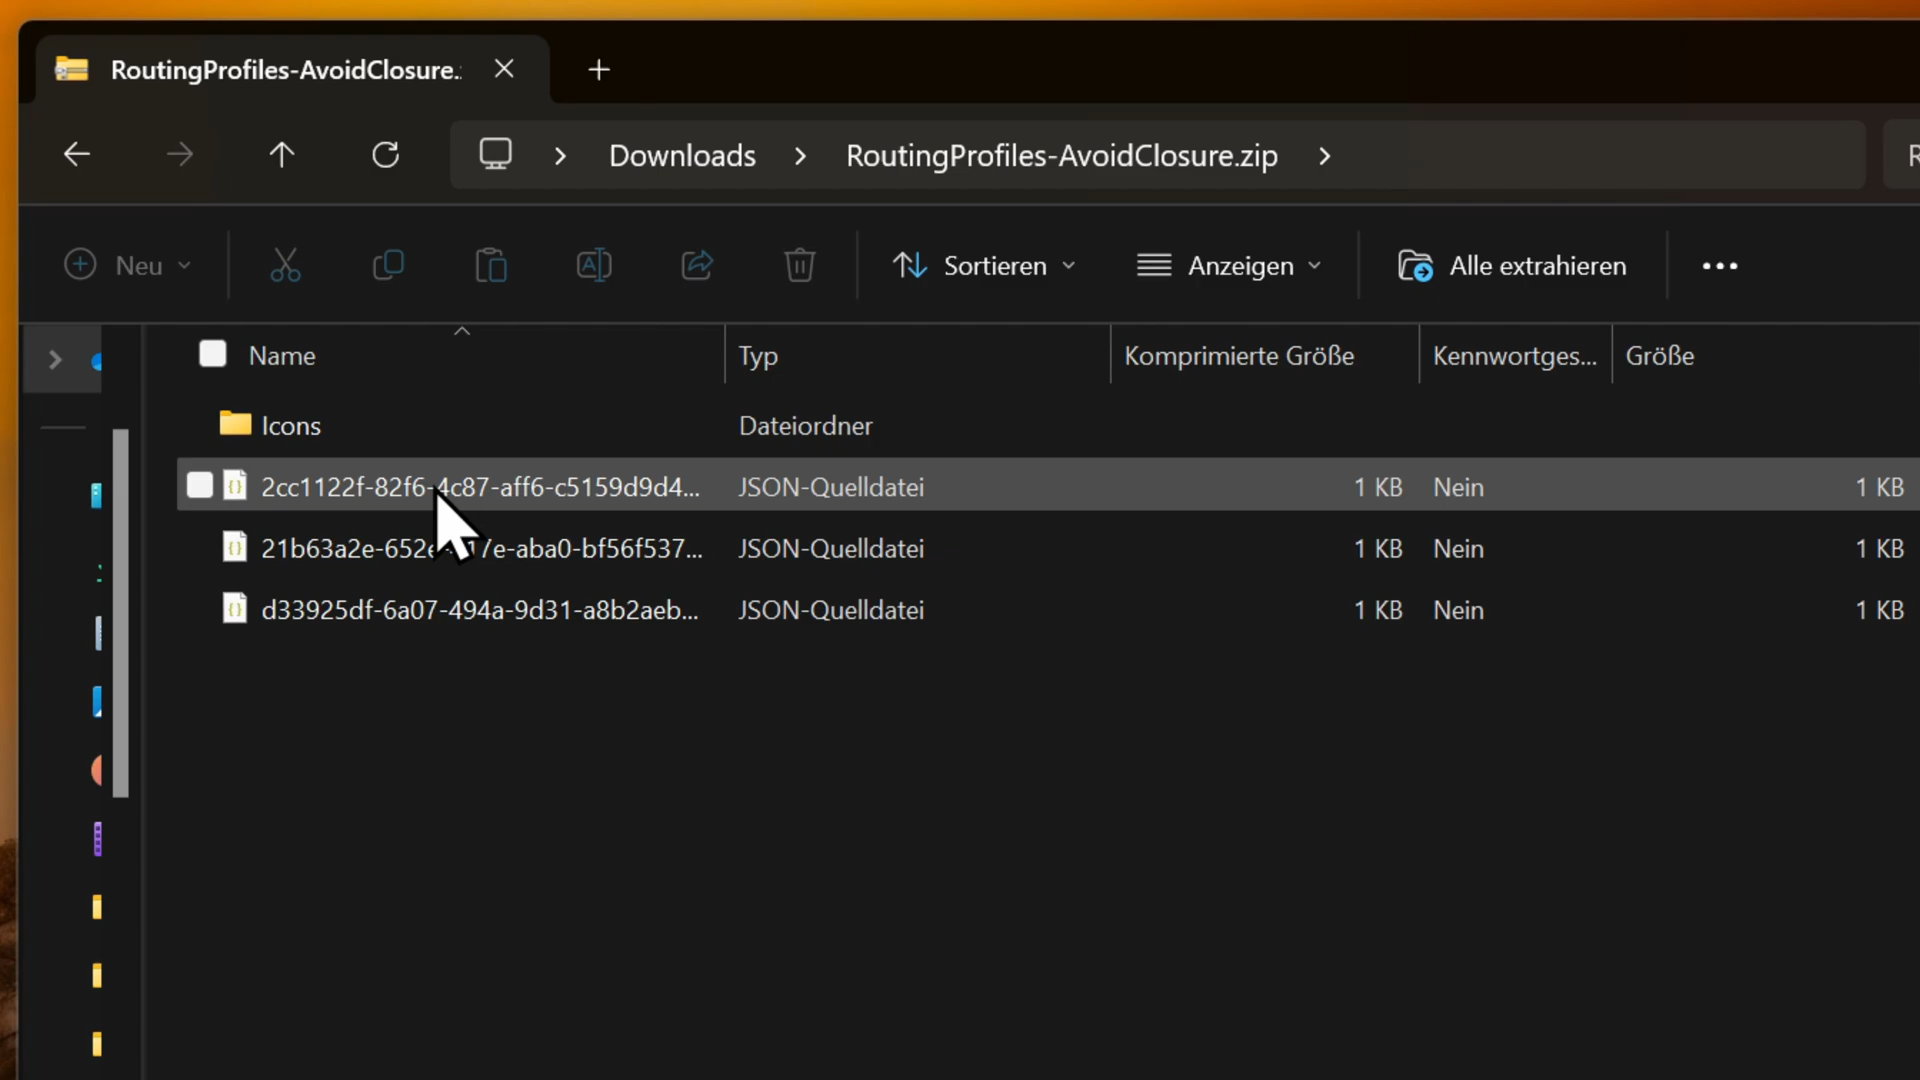 RoutingProfiles-AvoidClosure.
Downloads RoutingProfiles-AvoidClosure.zip
Neu Sortieren Anzeigen Alle extrahieren
Name Typ Komprimierte Größe Kennwortges... Größe
Icons Dateiordner
2cc1122f-82f6-4c87-aff6-c5159d9d4... JSON-Quelldatei 1 KB Nein 1 KB
JSON-Quelldatei 1 KB Nein 1 KB
d33925df-6a07-494a-9d31-a8b2aeb... JSON-Quelldatei 1 KB Nein 1 KB